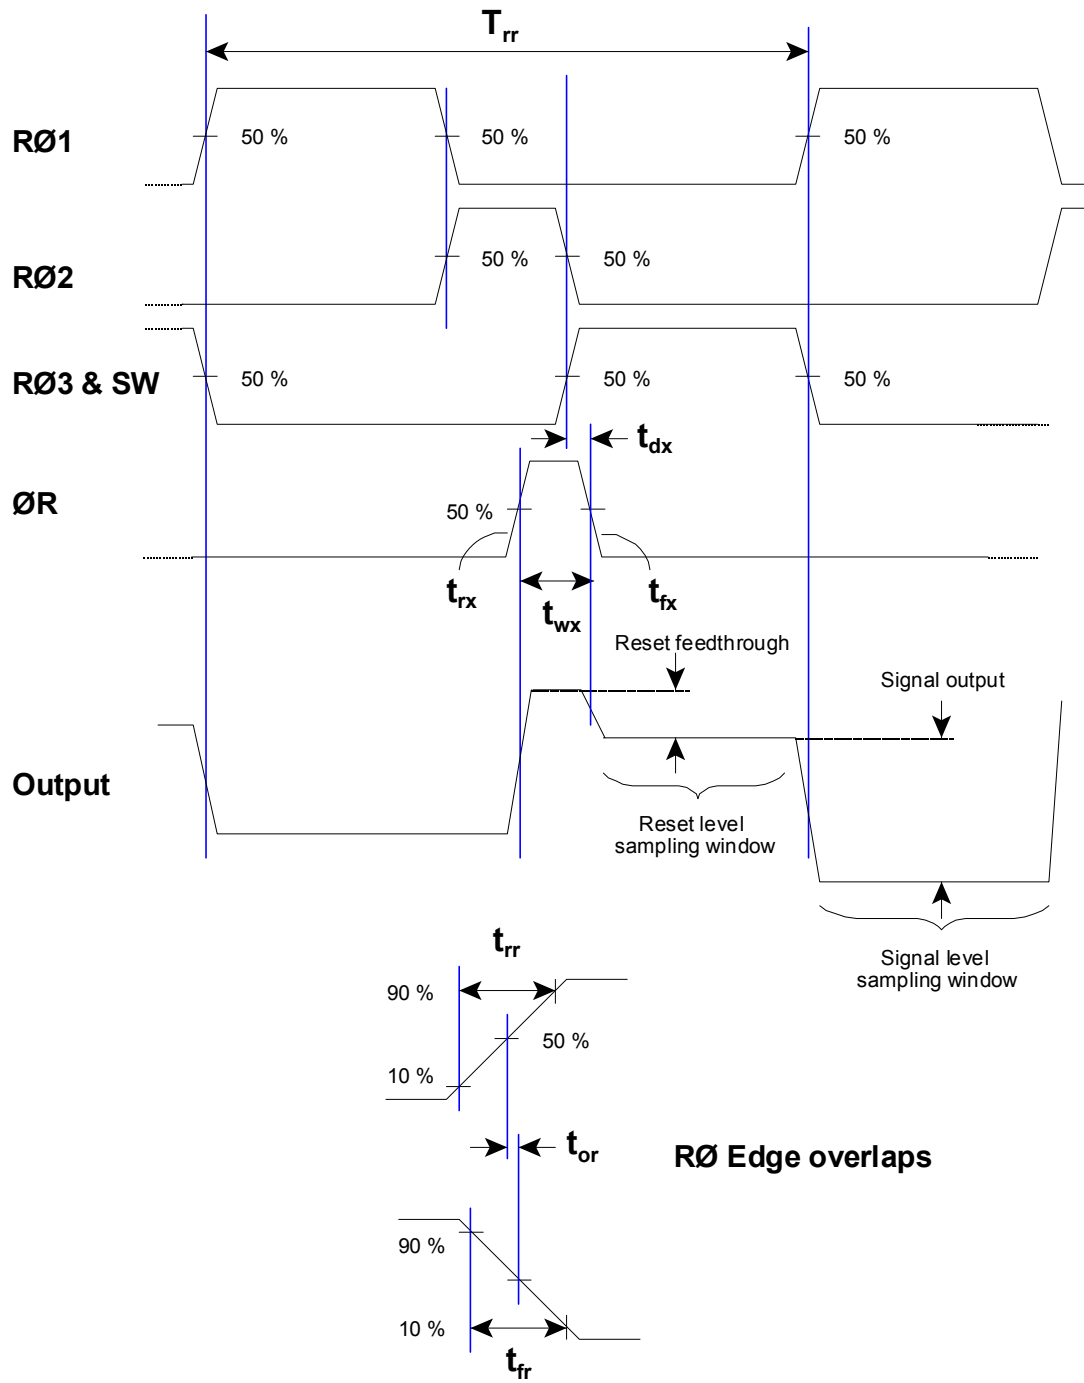 Trr
RØ1
50 %
50 %
50 %
RØ2
50 %
50 %
RØ3 & SW
50 %
50 %
50 %
tdx
ØR
50 %
trx
twx
tfx
Reset feedthrough
Signal output
Output
Reset level
sampling window
Signal level
sampling window
trr
90 %
50 %
10 %
tor
RØ Edge overlaps
90 %
10 %
tfr